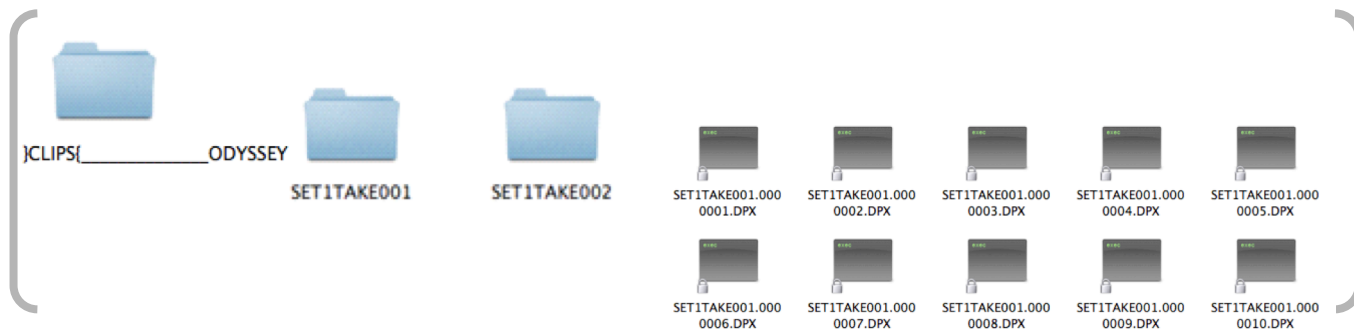 }CLIPS{______________ODYSSEY
SET1TAKE001
SET1TAKE002
SET1TAKE001.000
0001.DPX
SET1TAKE001.000
0002.DPX
SET1TAKE001.000
0003.DPX
SET1TAKE001.000
0004.DPX
SET1TAKE001.000
0005.DPX
SET1TAKE001.000
0006.DPX
SET1TAKE001.000
0007.DPX
SET1TAKE001.000
0008.DPX
SET1TAKE001.000
0009.DPX
SET1TAKE001.000
0010.DPX